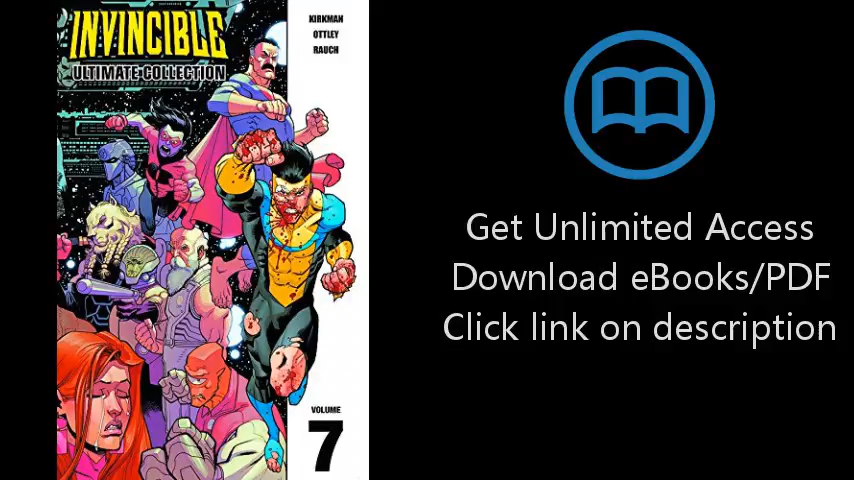 INVINCIBLE
ULTIMATE COLLECTION
KIRKMAN
OTTLEY
RAUCH
VOLUME
7
Get Unlimited Access
Download eBooks/PDF
Click link on description